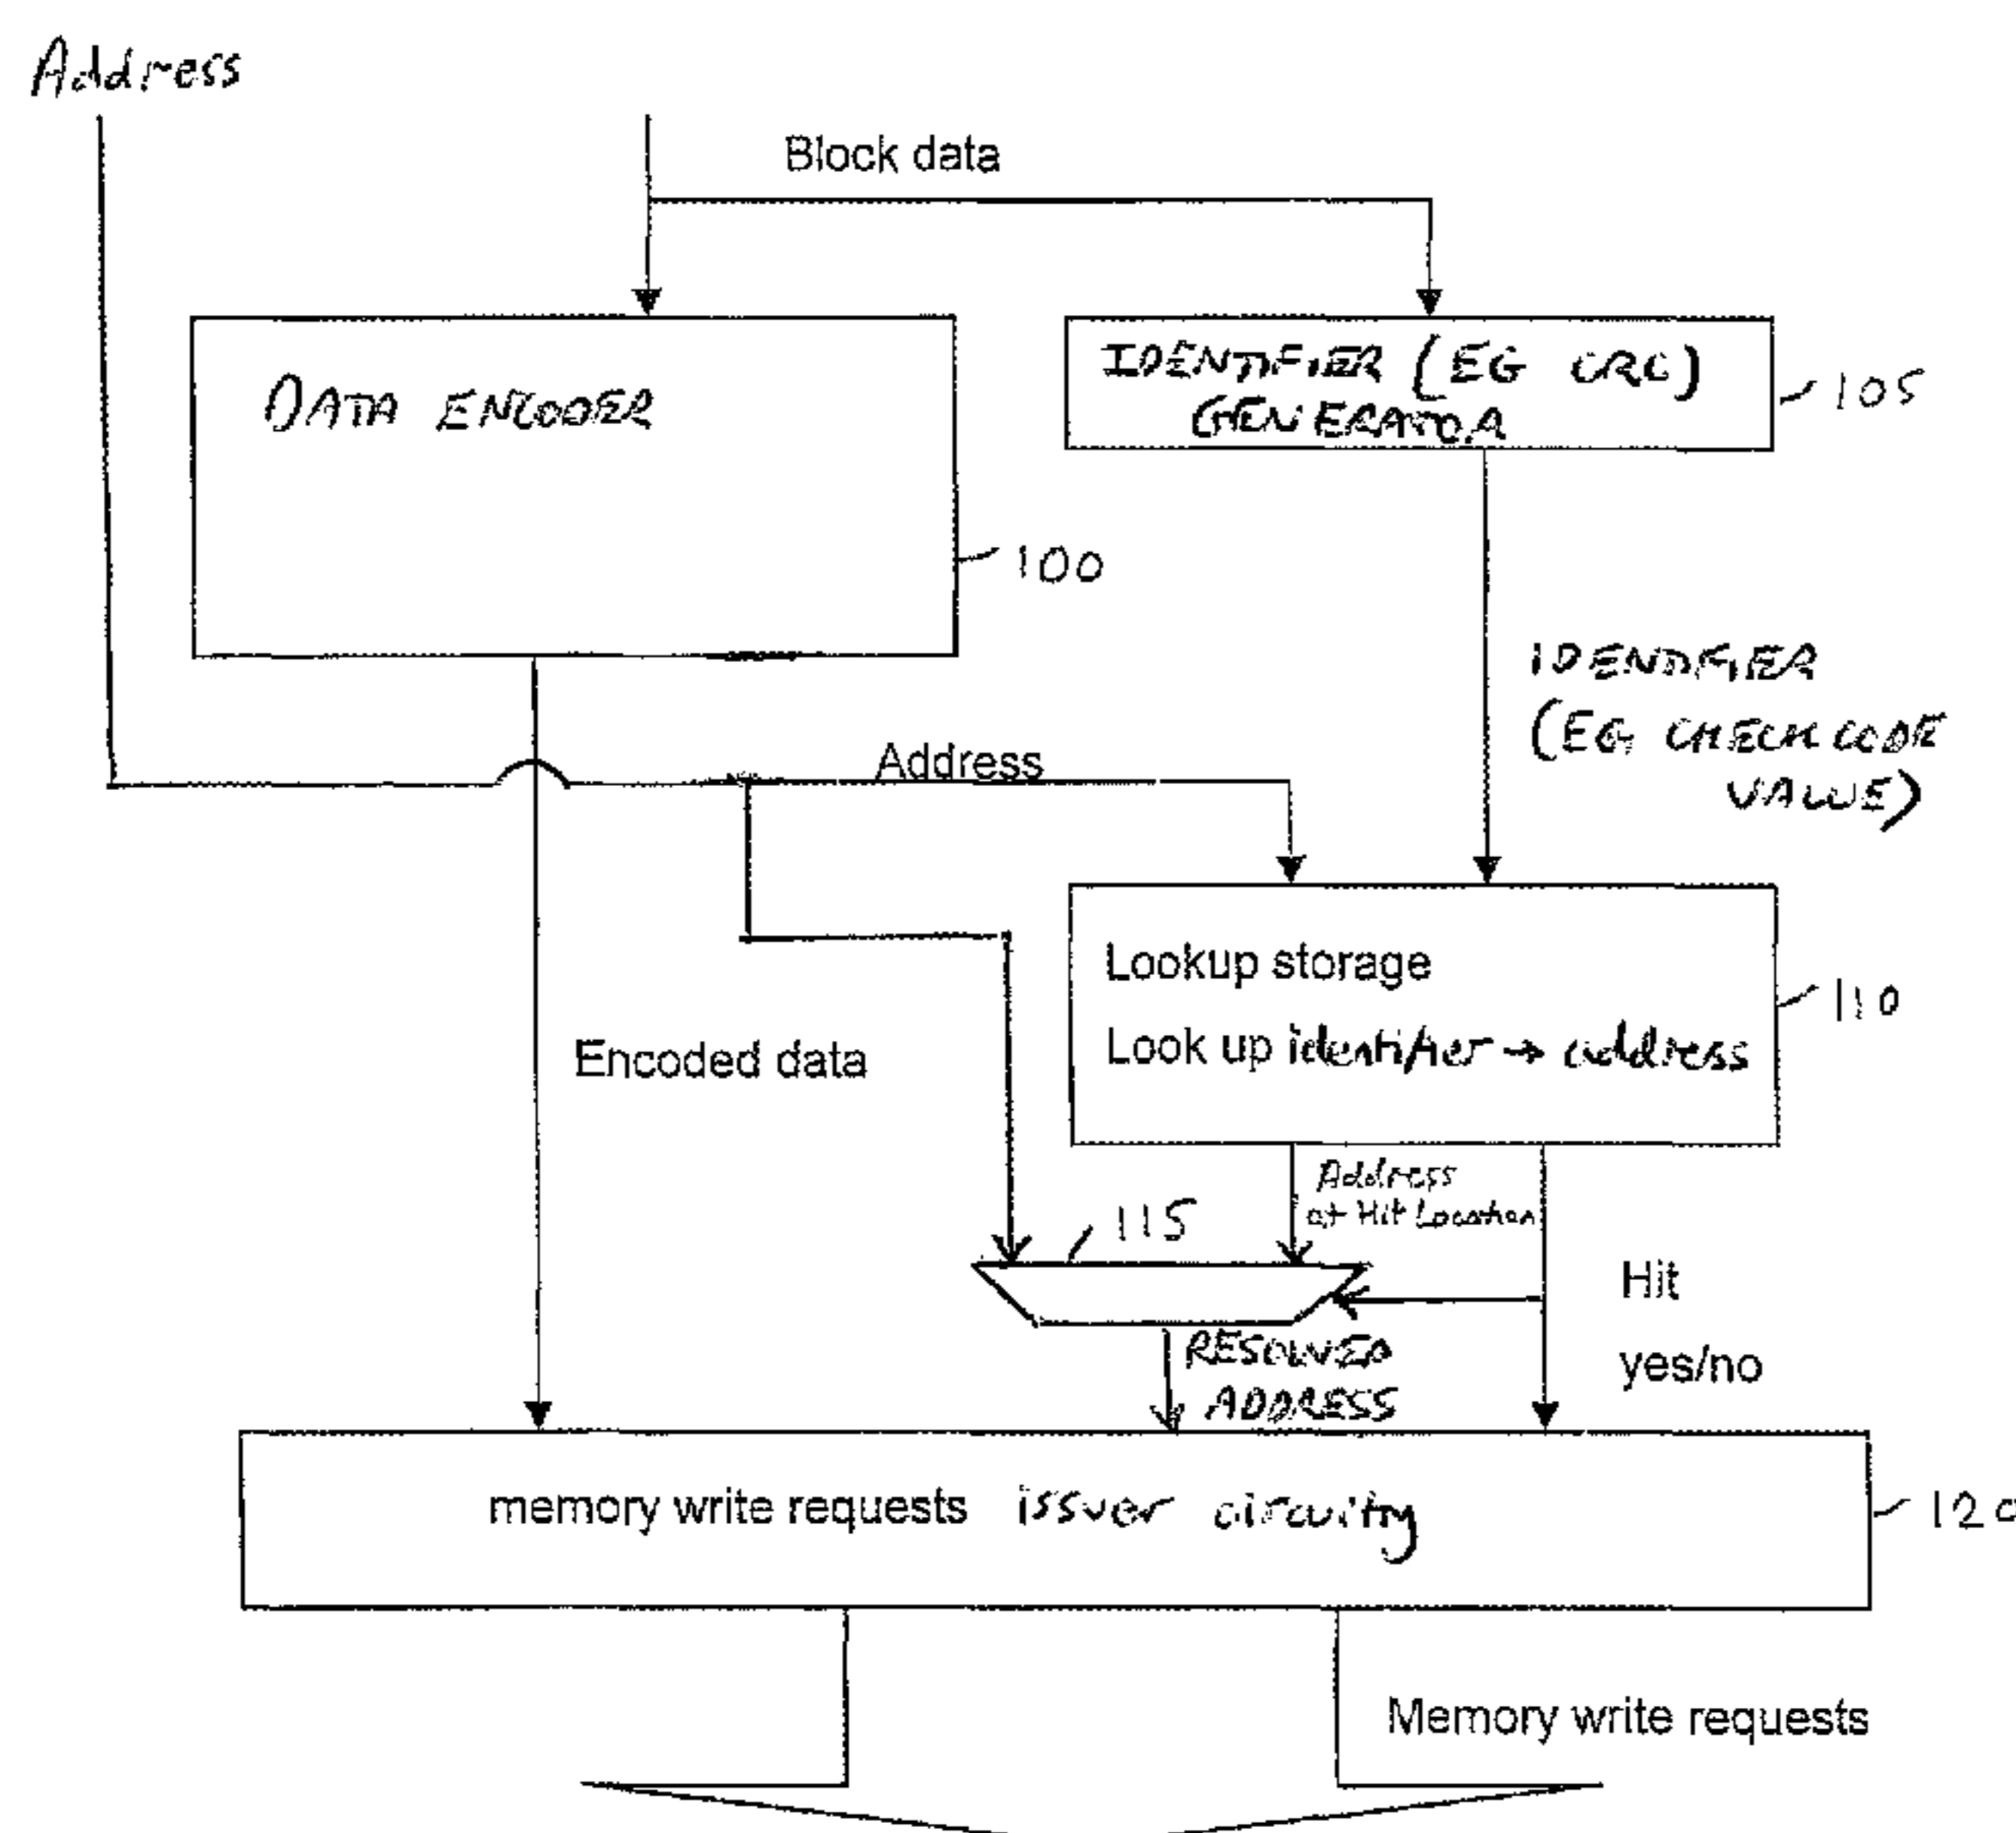 Address
Block data
DATA ENCODER
IDENTIFIER (EG CRC)
GENERATOR
105
100
IDENTIFIER
(EG CHECK CODE
VALUE)
Address
Lookup storage
Look up identifier → address
110
Encoded data
Address
at Hit Location
115
Hit
yes/no
RESOLVED
ADDRESS
memory write requests issuer circuitry
120
Memory write requests